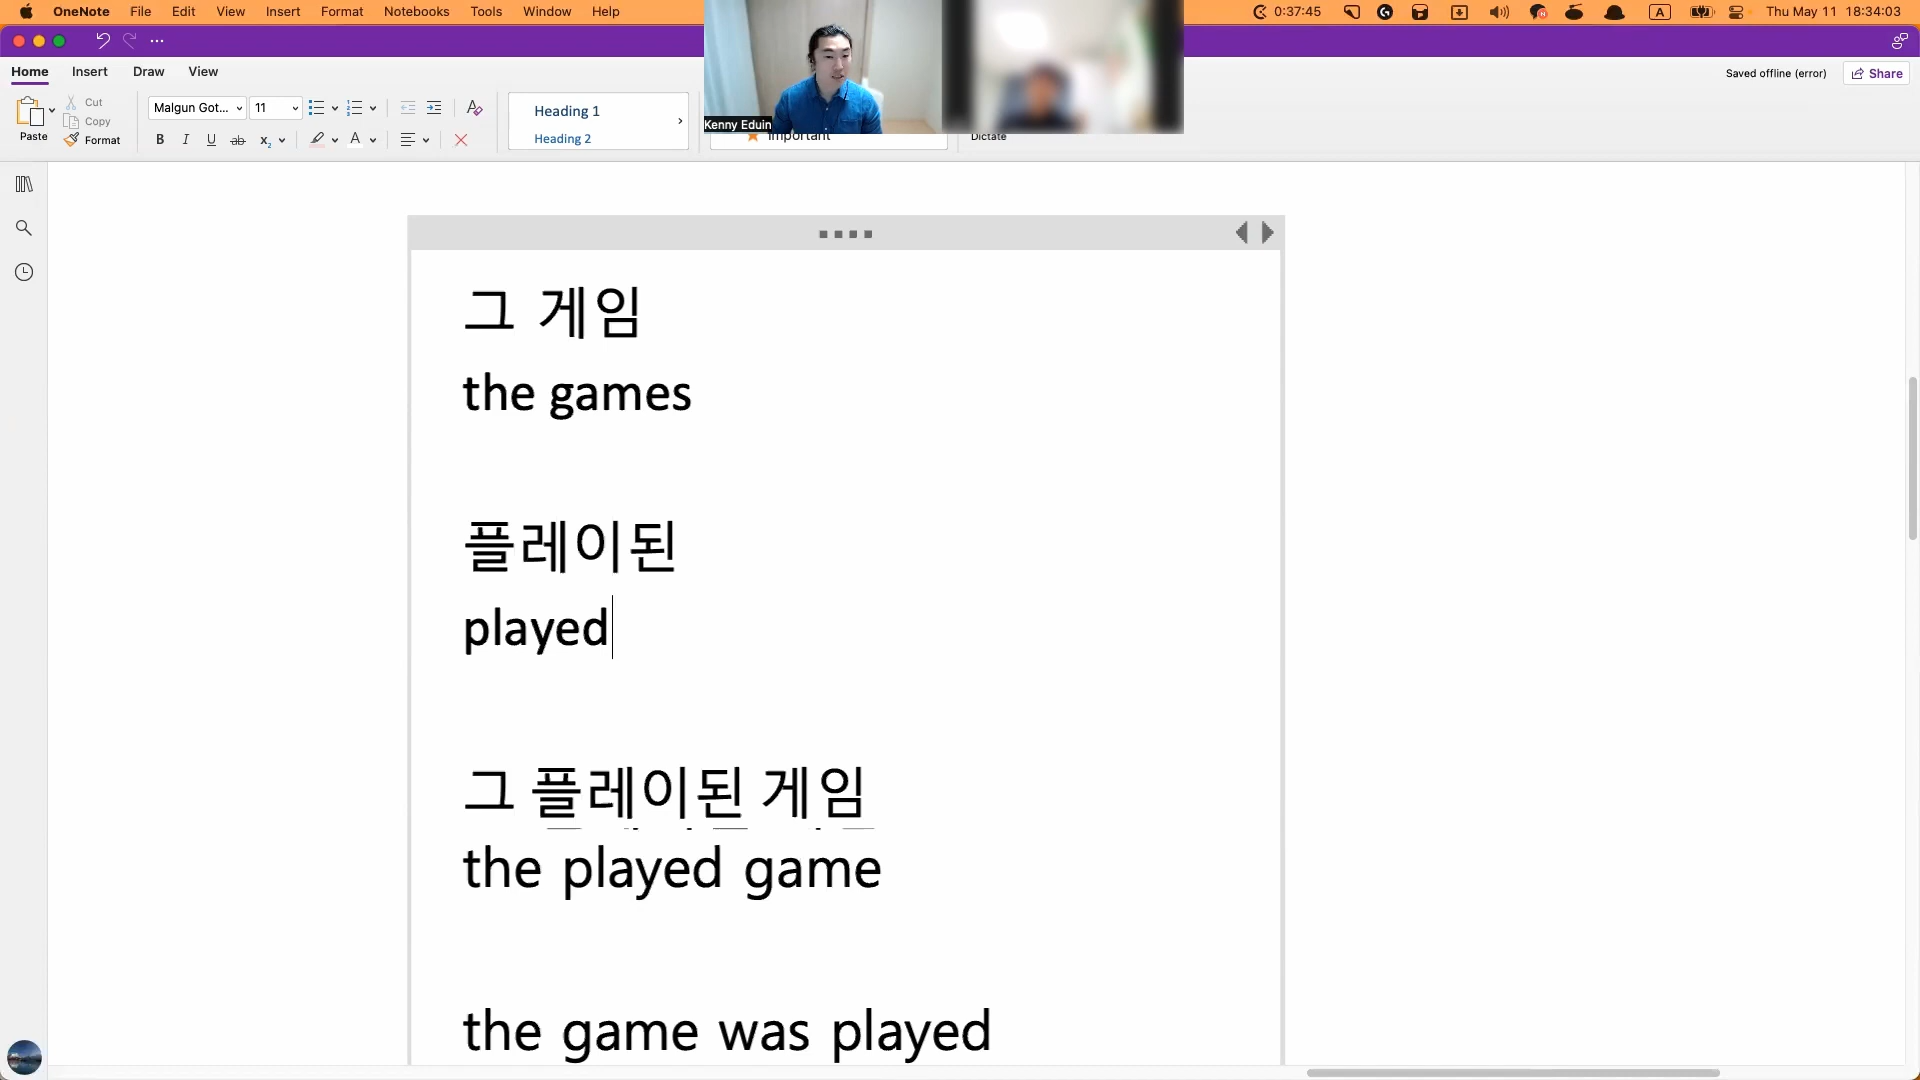 OneNote File Edit View Insert Format Notebooks Tools Window Help 0:37:45 A Thu May 11 18:34:03
Home Insert Draw View Saved offline (error) Share
Paste Cut Copy Format
Malgun Got... 11
B I U ab x₂ A
Heading 1
Heading 2
Important
Dictate
Kenny Eduin
그 게임
the games
플레이된
played
그 플레이된 게임
the played game
the game was played